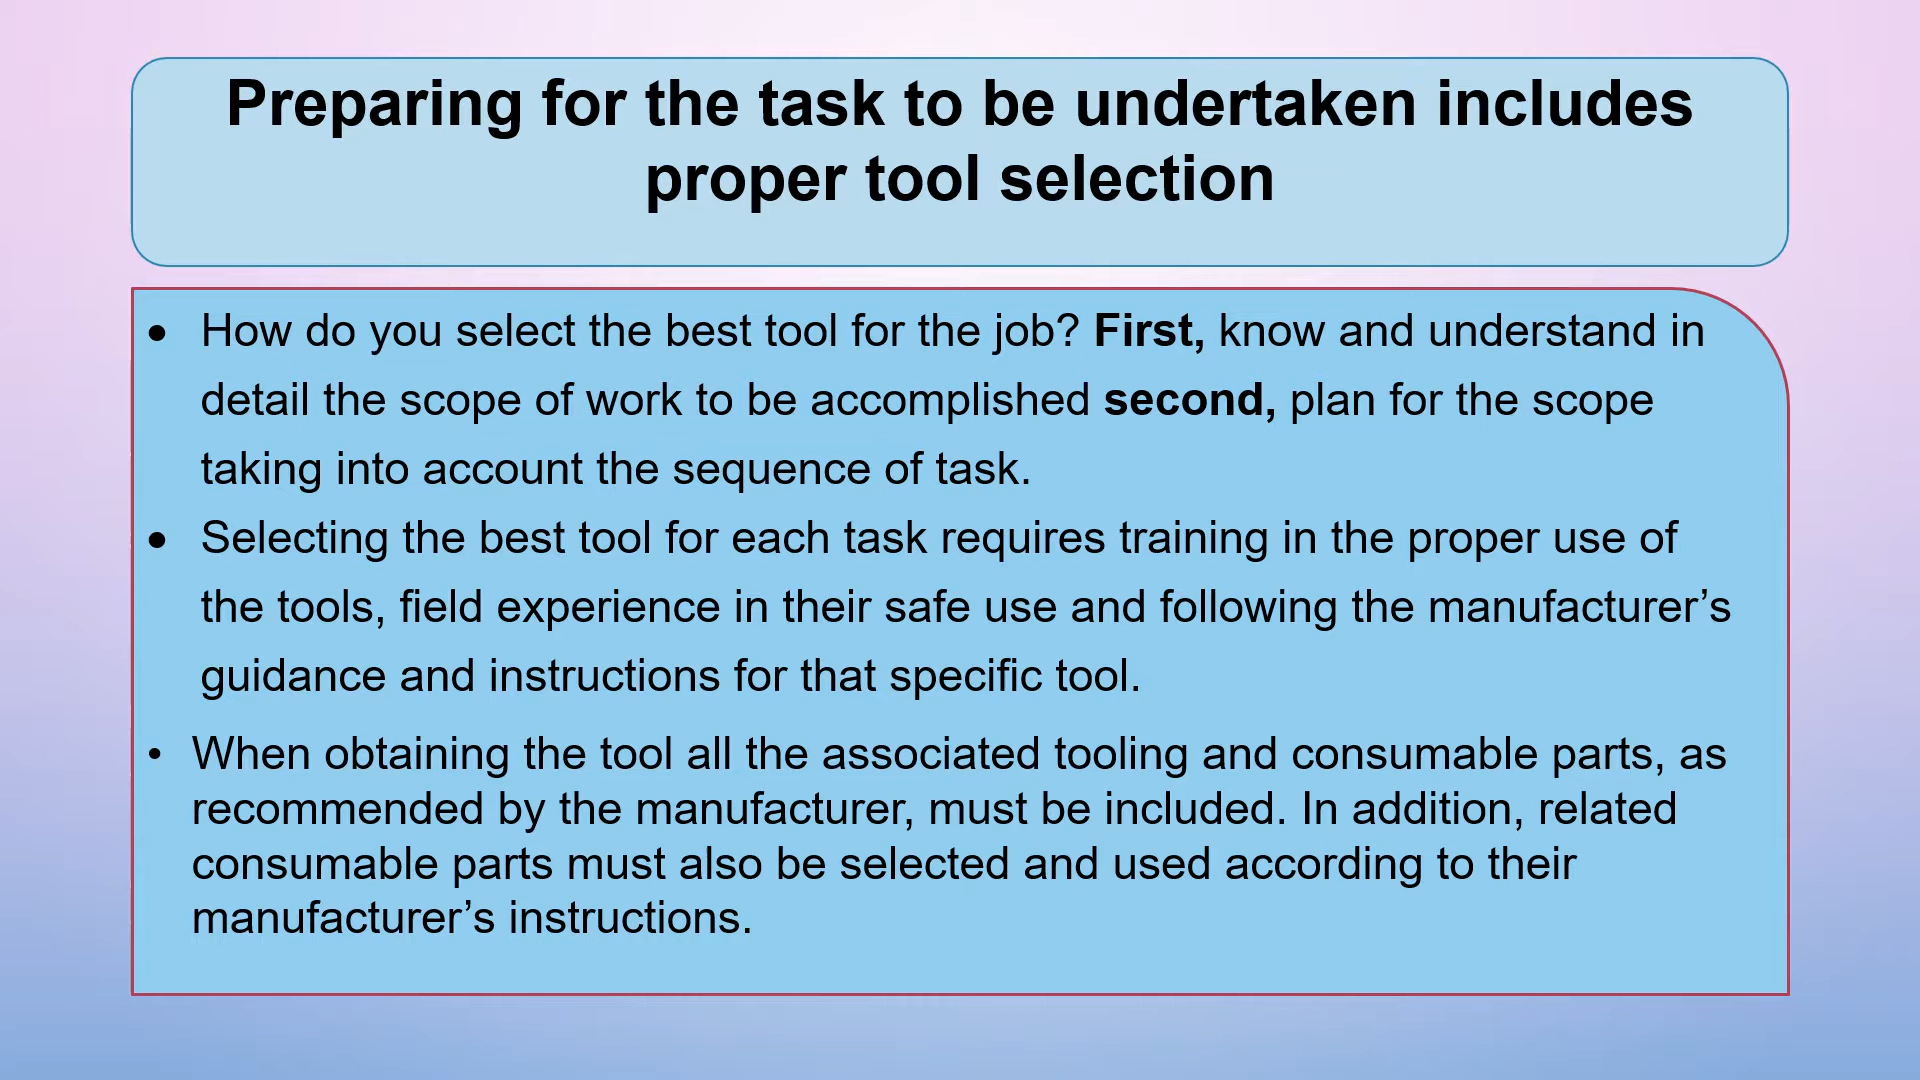 Preparing for the task to be undertaken includes
proper tool selection
• How do you select the best tool for the job? First, know and understand in
detail the scope of work to be accomplished second, plan for the scope
taking into account the sequence of task.
• Selecting the best tool for each task requires training in the proper use of
the tools, field experience in their safe use and following the manufacturer’s
guidance and instructions for that specific tool.
• When obtaining the tool all the associated tooling and consumable parts, as
recommended by the manufacturer, must be included. In addition, related
consumable parts must also be selected and used according to their
manufacturer’s instructions.